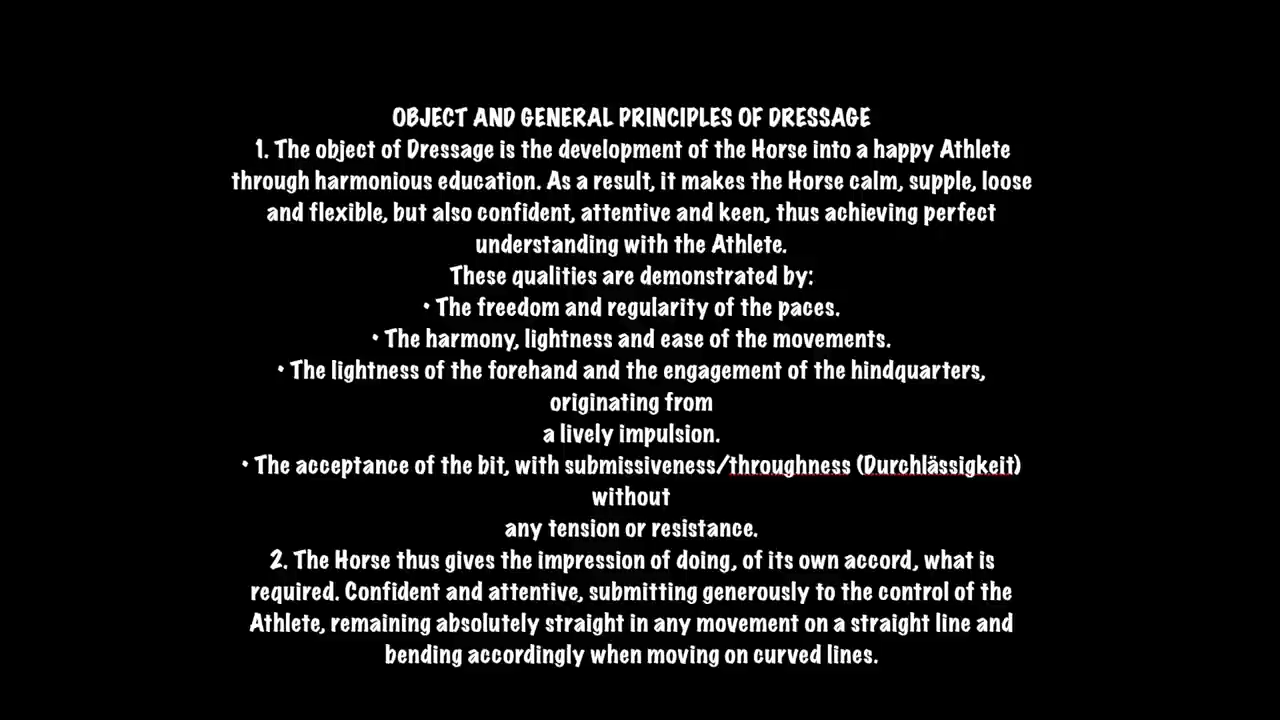 OBJECT AND GENERAL PRINCIPLES OF DRESSAGE
1. The object of Dressage is the development of the Horse into a happy Athlete
through harmonious education. As a result, it makes the Horse calm, supple, loose
and flexible, but also confident, attentive and keen, thus achieving perfect
understanding with the Athlete.
These qualities are demonstrated by:
• The freedom and regularity of the paces.
• The harmony, lightness and ease of the movements.
• The lightness of the forehand and the engagement of the hindquarters,
originating from
a lively impulsion.
• The acceptance of the bit, with submissiveness/throughness (Durchlässigkeit)
without
any tension or resistance.
2. The Horse thus gives the impression of doing, of its own accord, what is
required. Confident and attentive, submitting generously to the control of the
Athlete, remaining absolutely straight in any movement on a straight line and
bending accordingly when moving on curved lines.